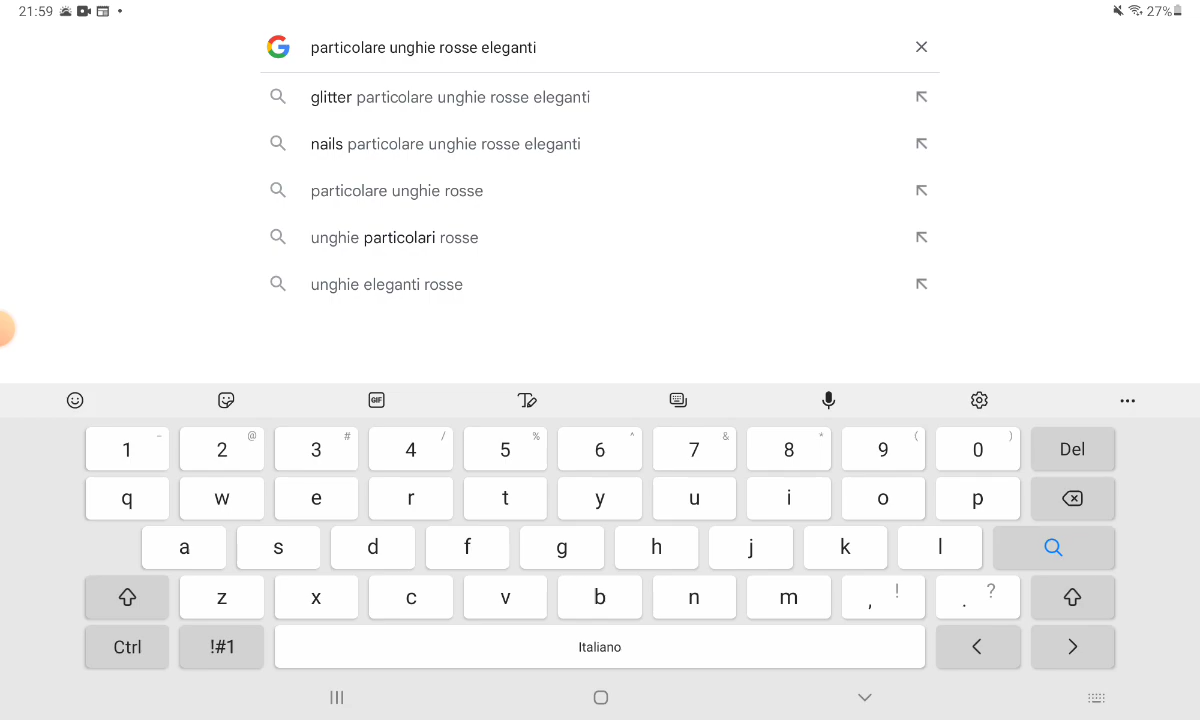 21:59
27%
particolare unghie rosse eleganti
glitter particolare unghie rosse eleganti
nails particolare unghie rosse eleganti
particolare unghie rosse
unghie particolari rosse
unghie eleganti rosse
GIF
1 - 2 @ 3 # 4 / 5 % 6 ^ 7 & 8 * 9 ( 0 ) Del
q w e r t y u i o p
a s d f g h j k l
z x c v b n m , ! . ?
Ctrl !#1 Italiano < >